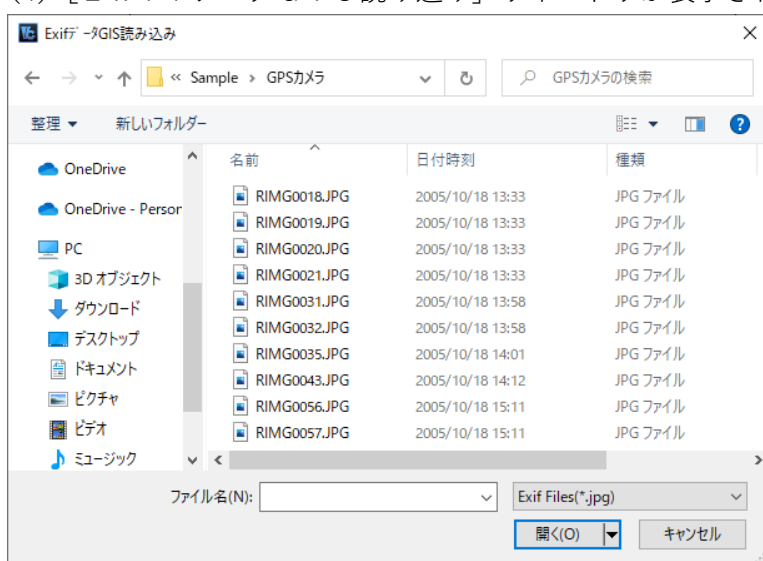 ExifﾃﾞｰﾀGIS読み込み
« Sample › GPSカメラ
GPSカメラの検索
整理 新しいフォルダー
名前 日付時刻 種類
OneDrive
OneDrive - Person
PC
3D オブジェクト
ダウンロード
デスクトップ
ドキュメント
ピクチャ
ビデオ
ミュージック
RIMG0018.JPG 2005/10/18 13:33 JPG ファイル
RIMG0019.JPG 2005/10/18 13:33 JPG ファイル
RIMG0020.JPG 2005/10/18 13:33 JPG ファイル
RIMG0021.JPG 2005/10/18 13:33 JPG ファイル
RIMG0031.JPG 2005/10/18 13:58 JPG ファイル
RIMG0032.JPG 2005/10/18 13:58 JPG ファイル
RIMG0035.JPG 2005/10/18 14:01 JPG ファイル
RIMG0043.JPG 2005/10/18 14:12 JPG ファイル
RIMG0056.JPG 2005/10/18 15:11 JPG ファイル
RIMG0057.JPG 2005/10/18 15:11 JPG ファイル
ファイル名(N):
Exif Files(*.jpg)
開く(O) キャンセル